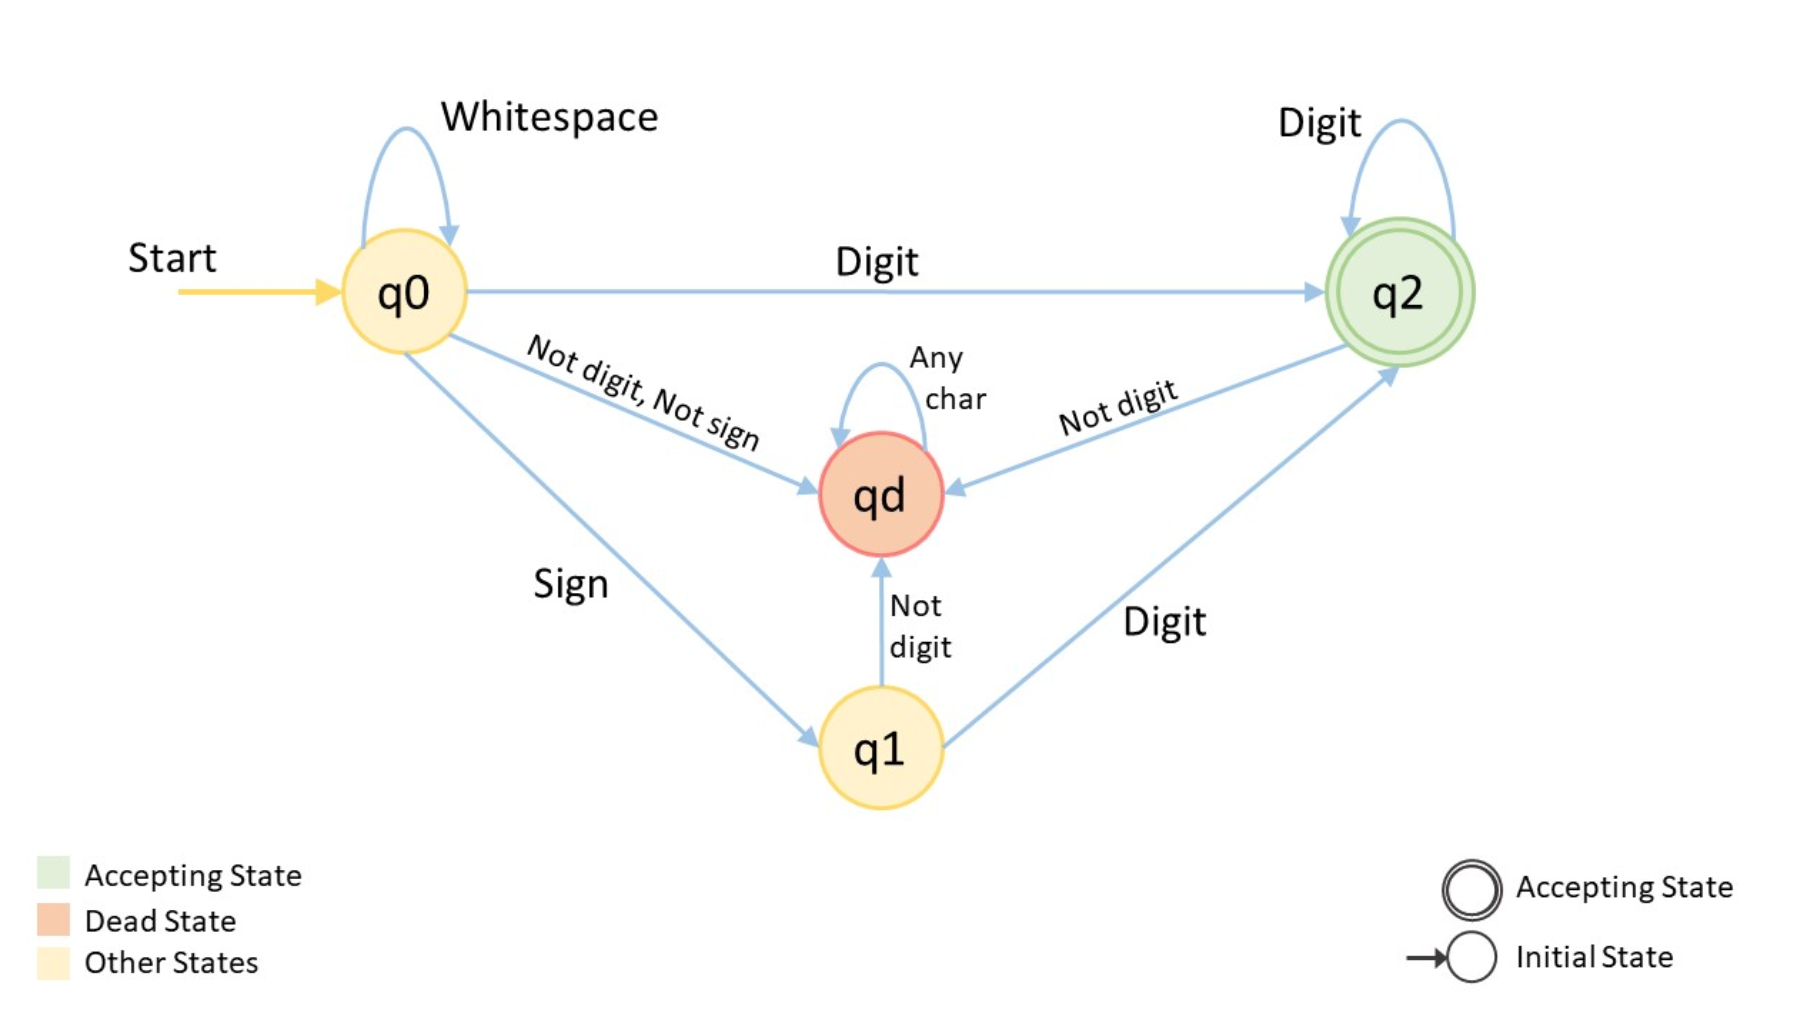 Whitespace
Digit
Start
Digit
q0
q2
Not digit, Not sign
Any
char
Not digit
qd
Sign
Not
digit
Digit
q1
Accepting State
Dead State
Other States
Accepting State
Initial State